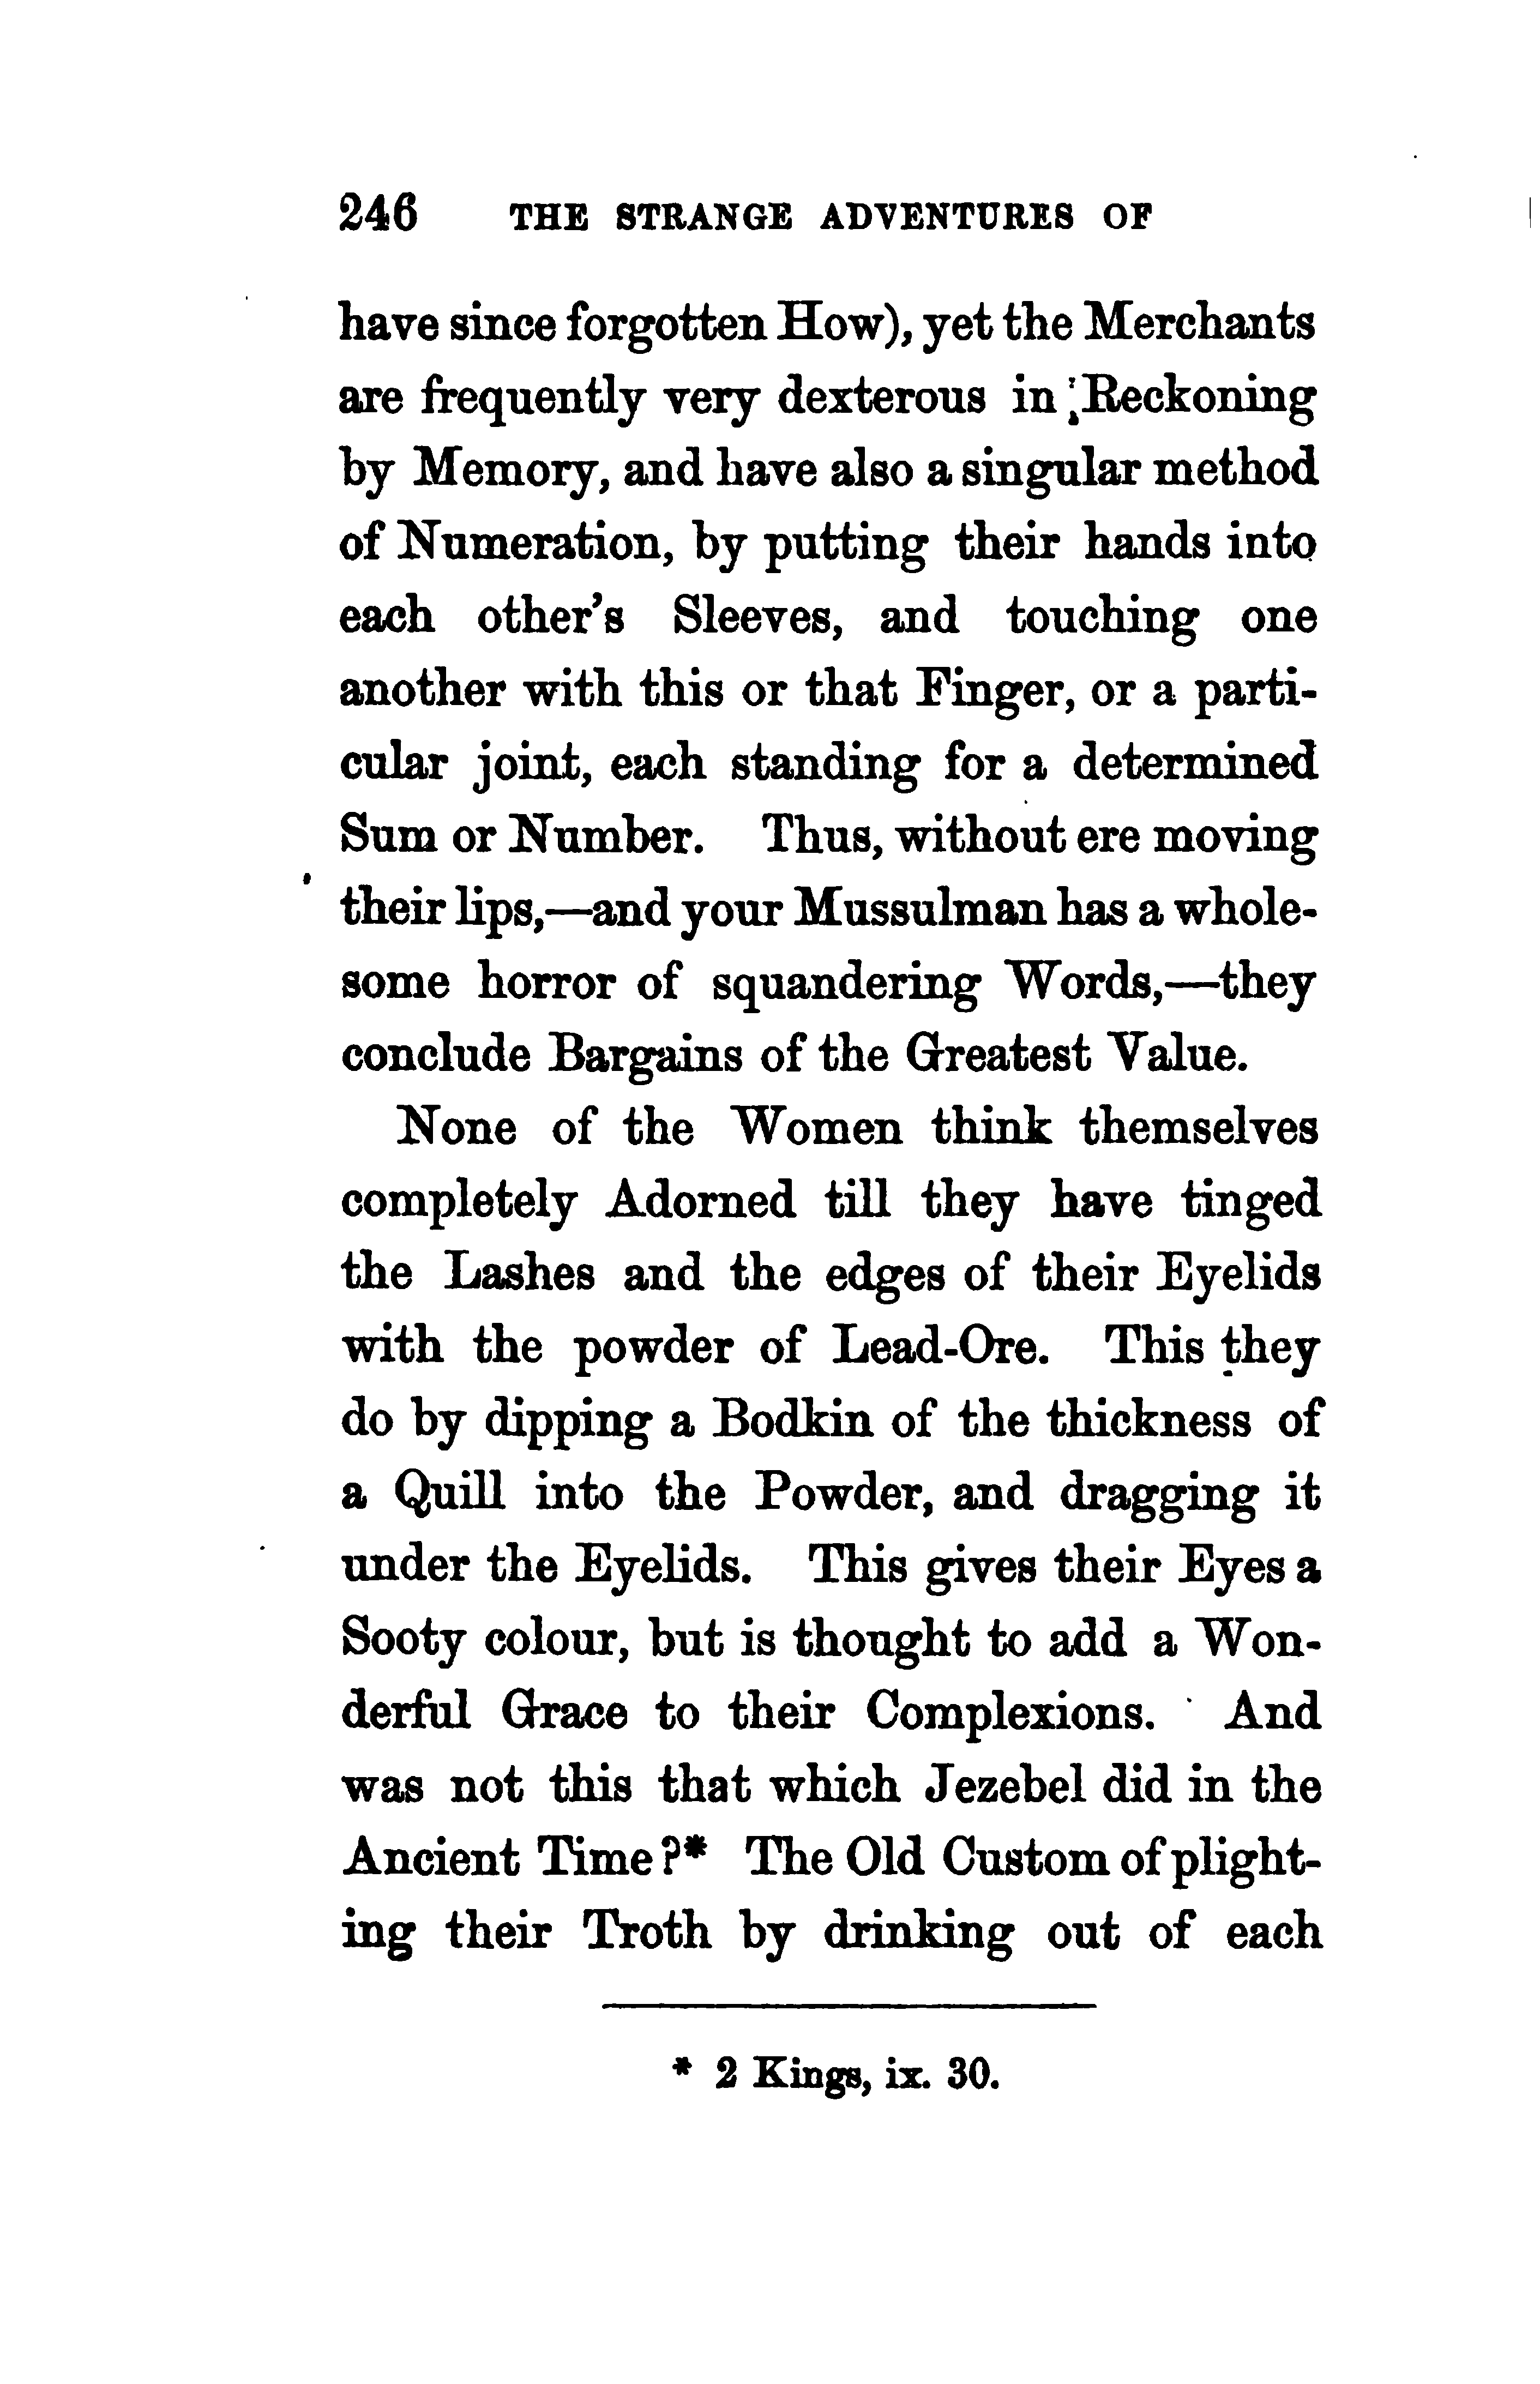 246 THE STRANGE ADVENTURES OF
have since forgotten How), yet the Merchants
are frequently very dexterous in Reckoning
by Memory, and have also a singular method
of Numeration, by putting their hands into
each other's Sleeves, and touching one
another with this or that Finger, or a parti-
cular joint, each standing for a determined
Sum or Number. Thus, without ere moving
their lips,—and your Mussulman has a whole-
some horror of squandering Words,—they
conclude Bargains of the Greatest Value.
None of the Women think themselves
completely Adorned till they have tinged
the Lashes and the edges of their Eyelids
with the powder of Lead-Ore. This they
do by dipping a Bodkin of the thickness of
a Quill into the Powder, and dragging it
under the Eyelids. This gives their Eyes a
Sooty colour, but is thought to add a Won-
derful Grace to their Complexions. And
was not this that which Jezebel did in the
Ancient Time?* The Old Custom of plight-
ing their Troth by drinking out of each
* 2 Kings, ix. 30.